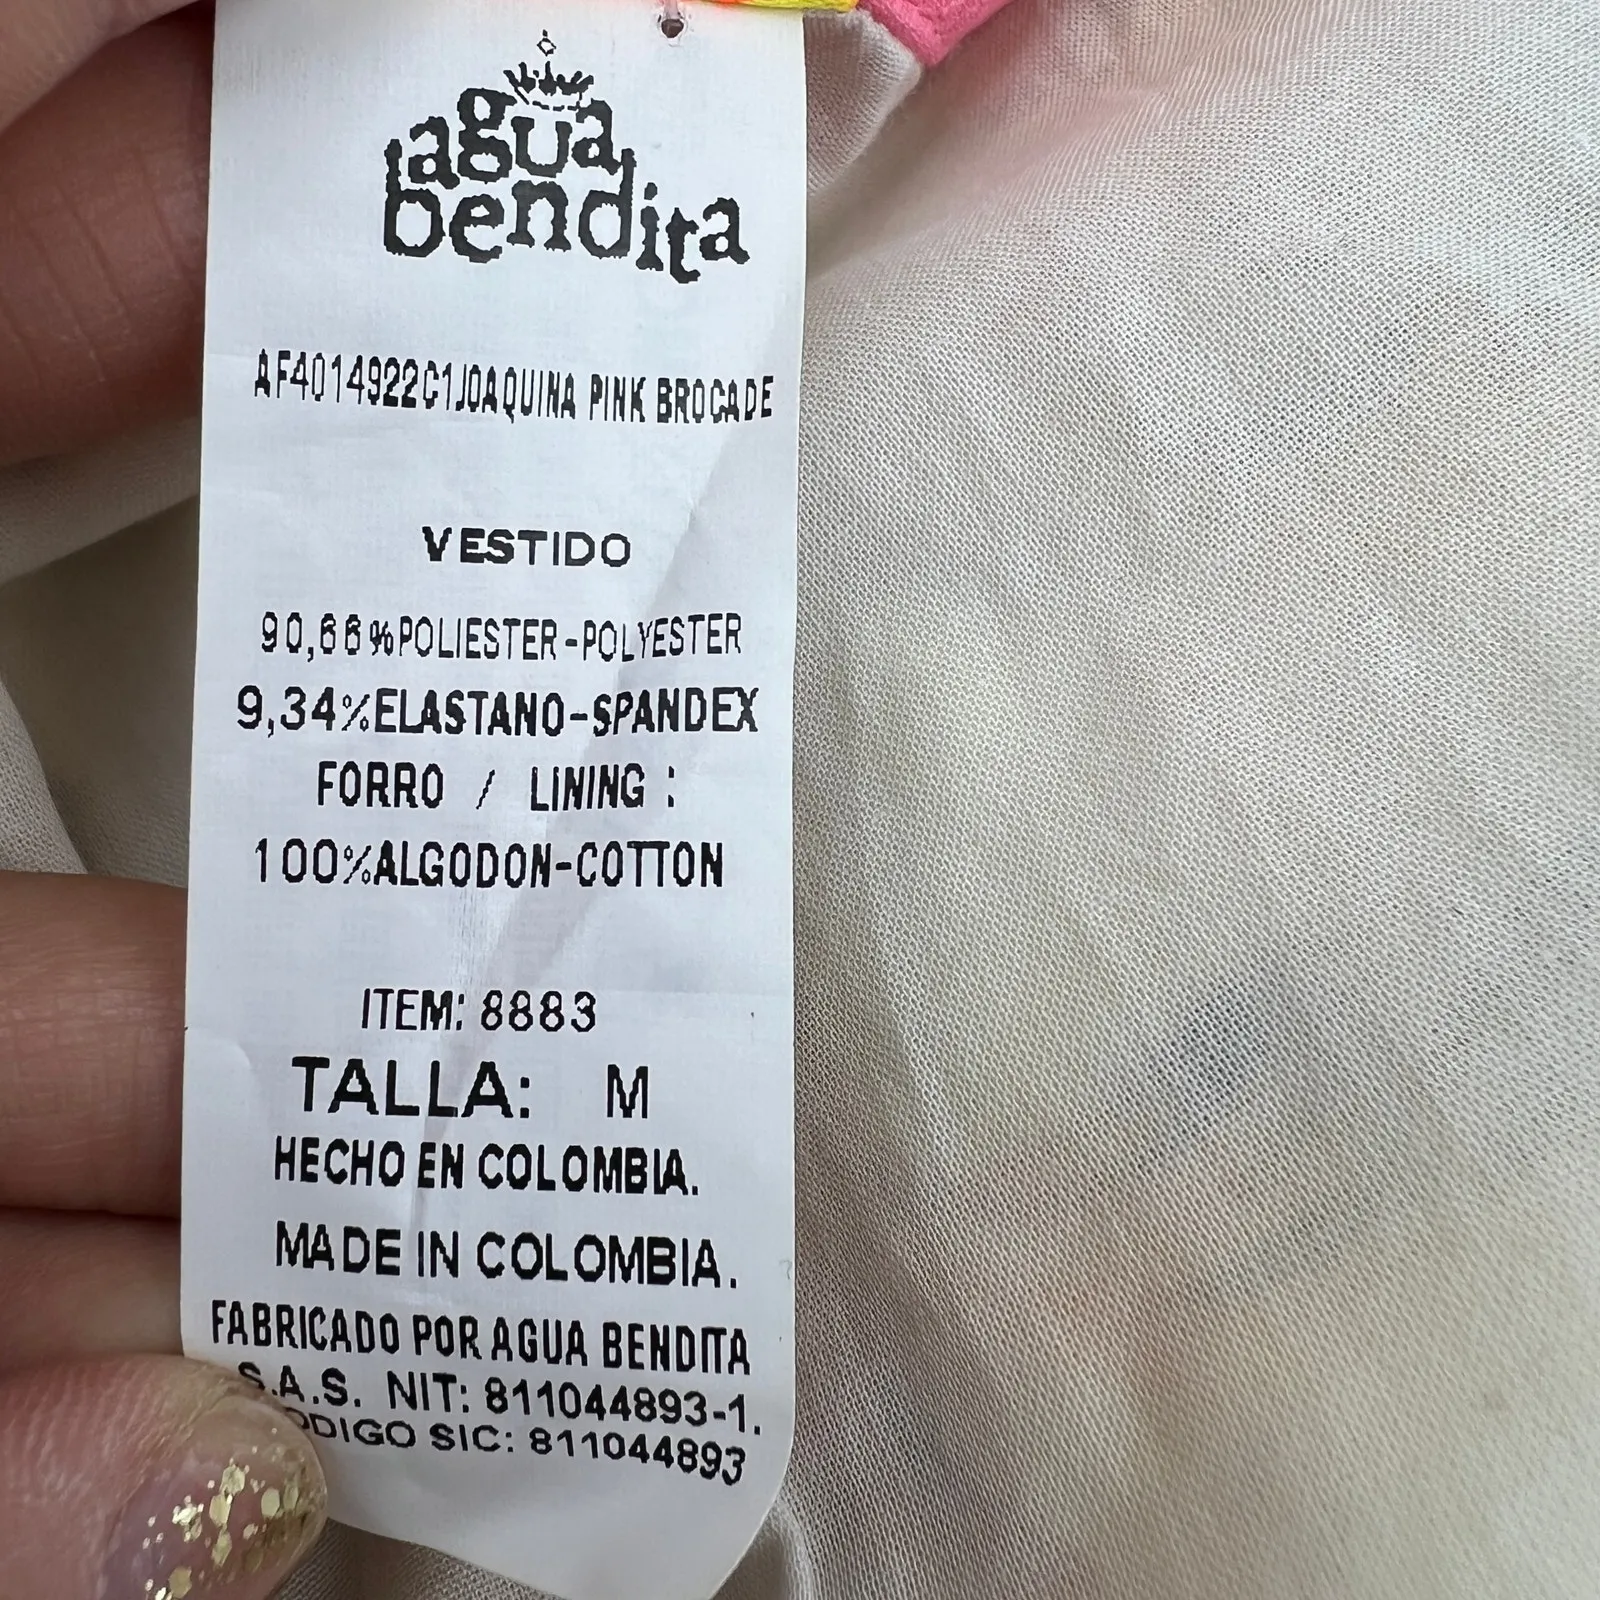 agua
bendita
AF4014922C1JOAQUINA PINK BROCADE
VESTIDO
90,66%POLIESTER-POLYESTER
9,34%ELASTANO-SPANDEX
FORRO / LINING :
100%ALGODON-COTTON
ITEM: 8883
TALLA: M
HECHO EN COLOMBIA.
MADE IN COLOMBIA.
FABRICADO POR AGUA BENDITA
S.A.S. NIT: 811044893-1.
ODIGO SIC: 811044893